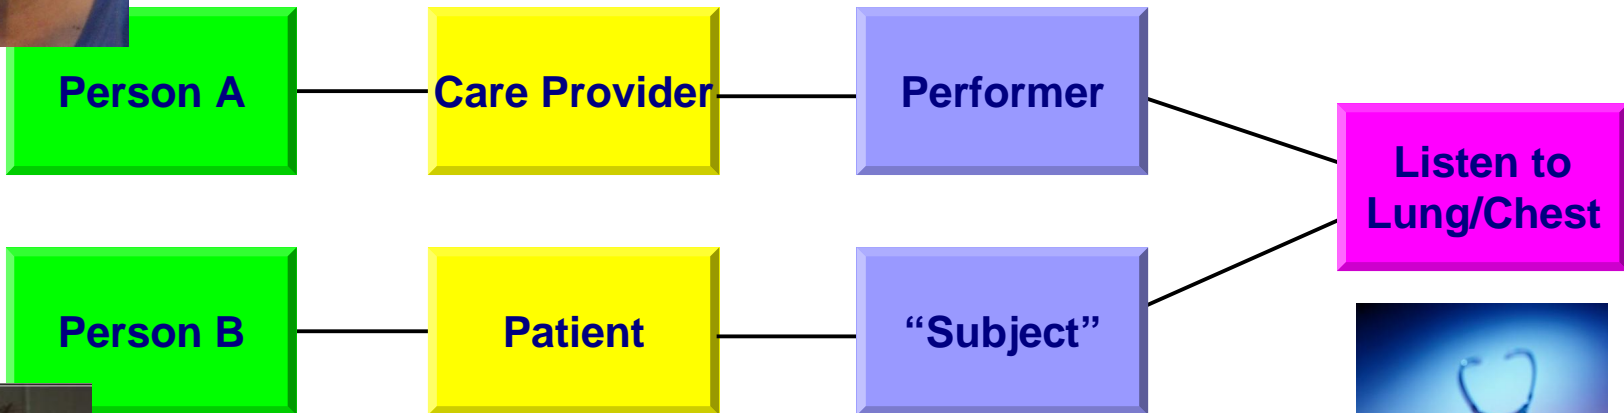 Person A
Care Provider
Performer
Listen to
Lung/Chest
Person B
Patient
“Subject”